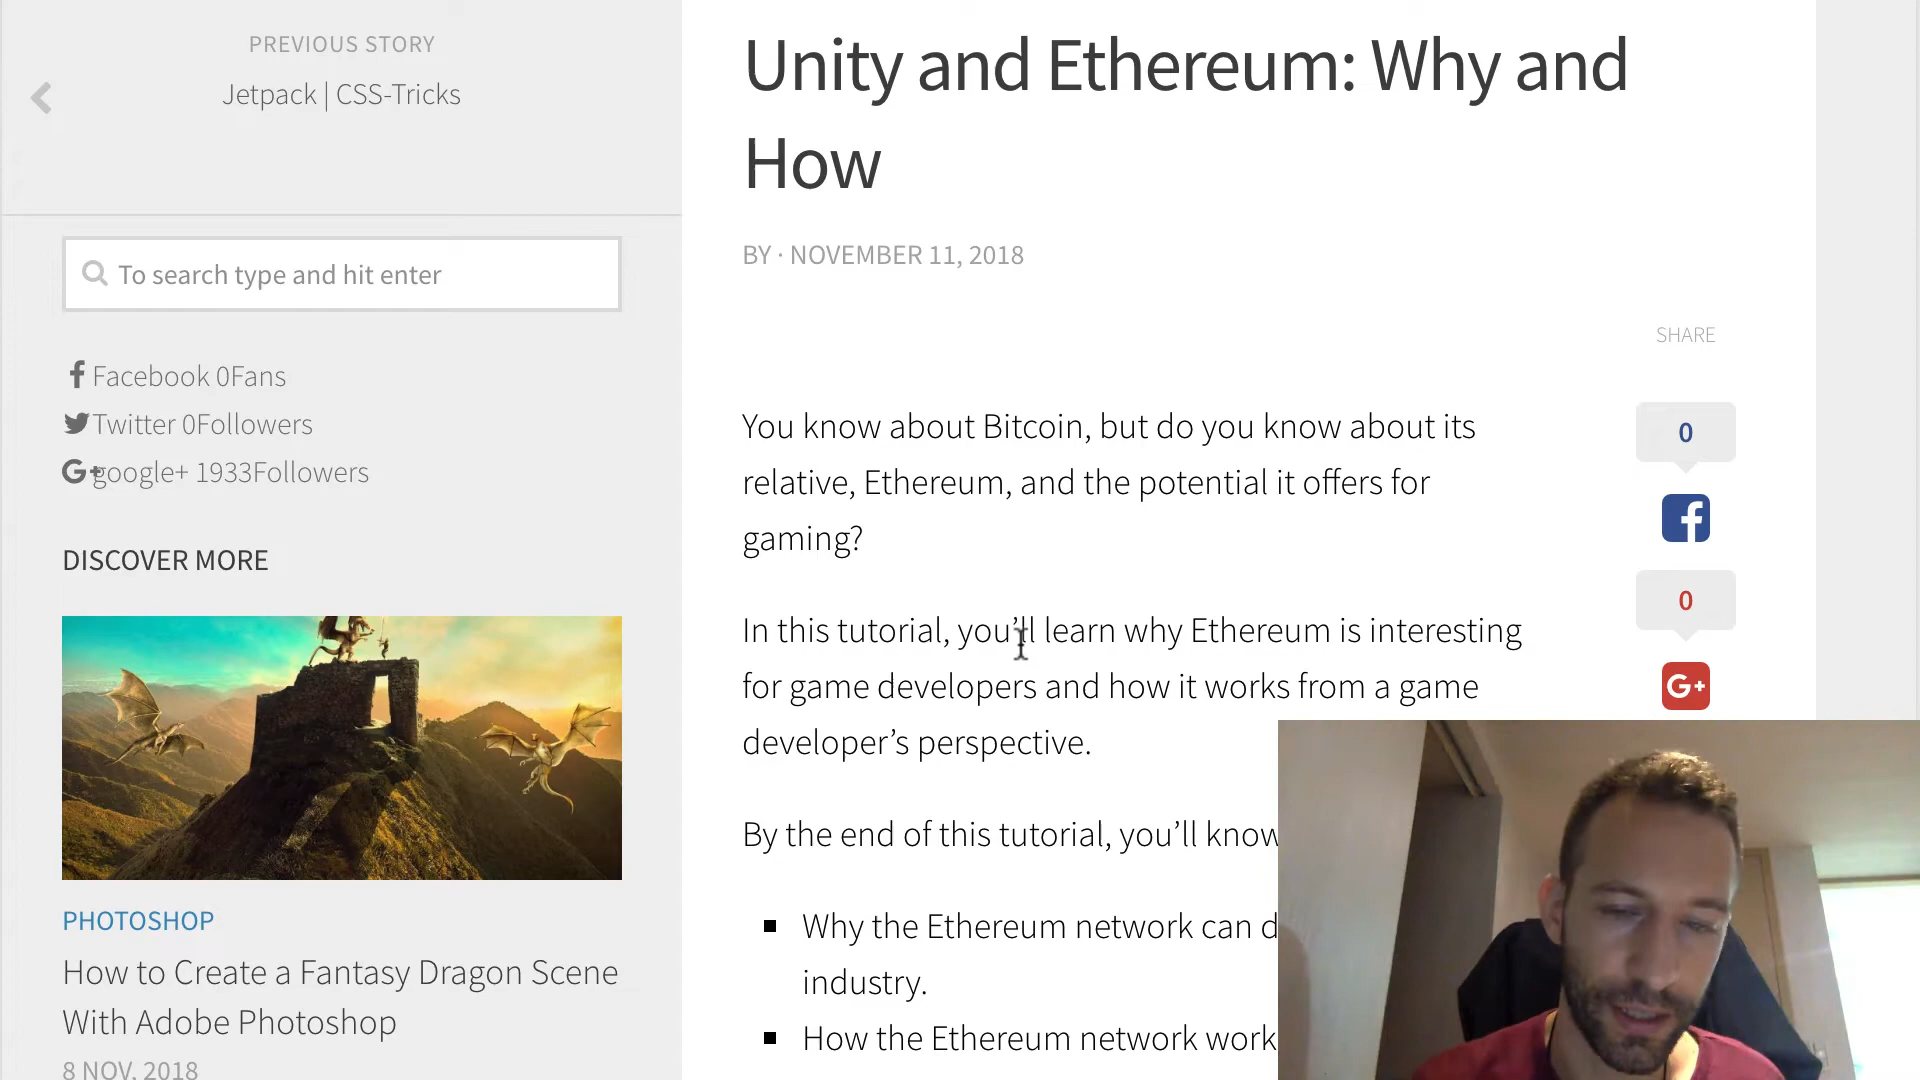 PREVIOUS STORY
Jetpack | CSS-Tricks
To search type and hit enter
Facebook 0Fans
Twitter 0Followers
google+ 1933Followers
DISCOVER MORE
PHOTOSHOP
How to Create a Fantasy Dragon Scene
With Adobe Photoshop
8 NOV, 2018
Unity and Ethereum: Why and
How
BY · NOVEMBER 11, 2018
SHARE
0
0
G+
You know about Bitcoin, but do you know about its
relative, Ethereum, and the potential it offers for
gaming?
In this tutorial, you’ll learn why Ethereum is interesting
for game developers and how it works from a game
developer’s perspective.
By the end of this tutorial, you’ll know
Why the Ethereum network can d
industry.
How the Ethereum network work